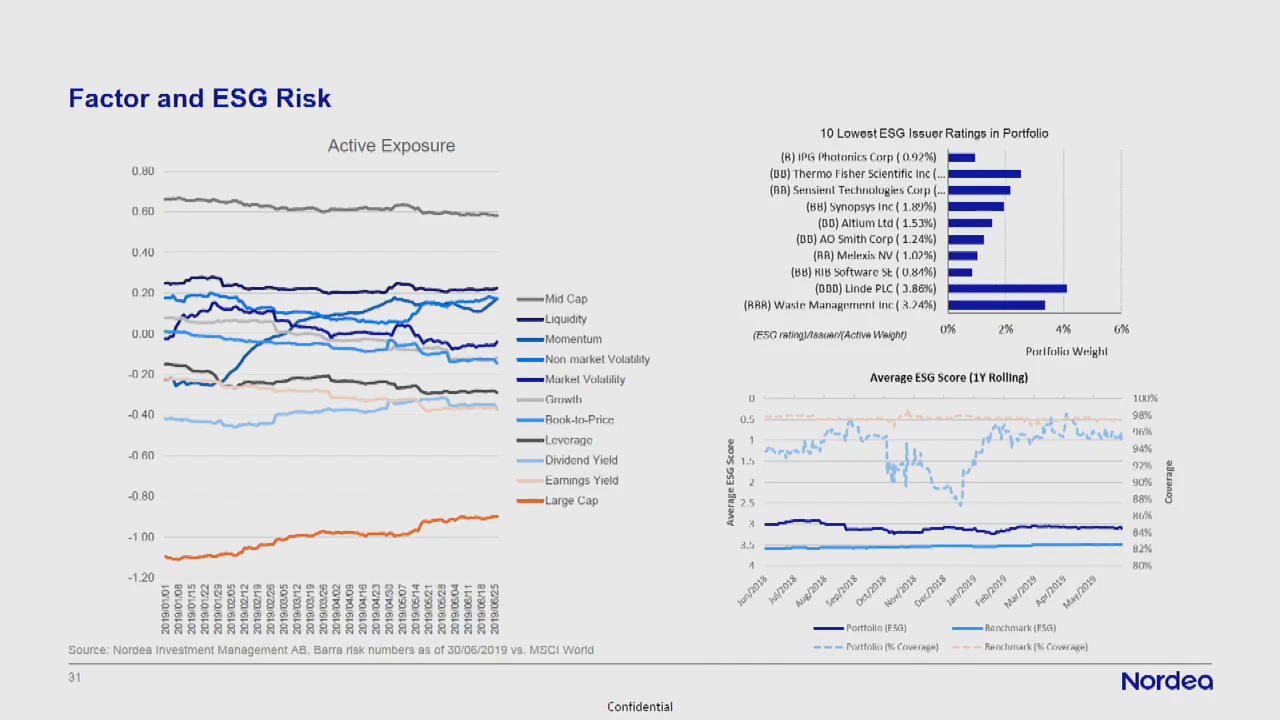 Factor and ESG Risk
Active Exposure
0.80
0.60
0.40
0.20
0.00
-0.20
-0.40
-0.60
-0.80
-1.00
-1.20
2019/01/01
2019/01/08
2019/01/15
2019/01/22
2019/01/29
2019/02/05
2019/02/12
2019/02/19
2019/02/26
2019/03/05
2019/03/12
2019/03/19
2019/03/26
2019/04/02
2019/04/09
2019/04/16
2019/04/23
2019/04/30
2019/05/07
2019/05/14
2019/05/21
2019/05/28
2019/06/04
2019/06/11
2019/06/18
2019/06/25
Mid Cap
Liquidity
Momentum
Non-market Volatility
Market Volatility
Growth
Book-to-Price
Leverage
Dividend Yield
Earnings Yield
Large Cap
10 Lowest ESG Issuer Ratings in Portfolio
(B) IPG Photonics Corp ( 0.92%)
(BB) Thermo Fisher Scientific Inc (...
(BB) Sensient Technologies Corp (...
(BB) Synopsys Inc ( 1.89%)
(BB) Altium Ltd ( 1.53%)
(BB) AO Smith Corp ( 1.24%)
(BB) Melexis NV ( 1.02%)
(BB) RIB Software SE ( 0.84%)
(BBB) Linde PLC ( 3.86%)
(BBB) Waste Management Inc ( 3.24%)
0% 2% 4% 6%
(ESG rating)/Issuer/(Active Weight)
Portfolio Weight
Average ESG Score (1Y Rolling)
Average ESG Score
0
0.5
1
1.5
2
2.5
3
3.5
4
100%
98%
96%
94%
92%
90%
88%
86%
84%
82%
80%
Coverage
Jun/2018
Jul/2018
Aug/2018
Sep/2018
Oct/2018
Nov/2018
Dec/2018
Jan/2019
Feb/2019
Mar/2019
Apr/2019
May/2019
Portfolio (ESG) Benchmark (ESG)
Portfolio (% Coverage) Benchmark (% Coverage)
Source: Nordea Investment Management AB, Barra risk numbers as of 30/06/2019 vs. MSCI World
31
Nordea
Confidential